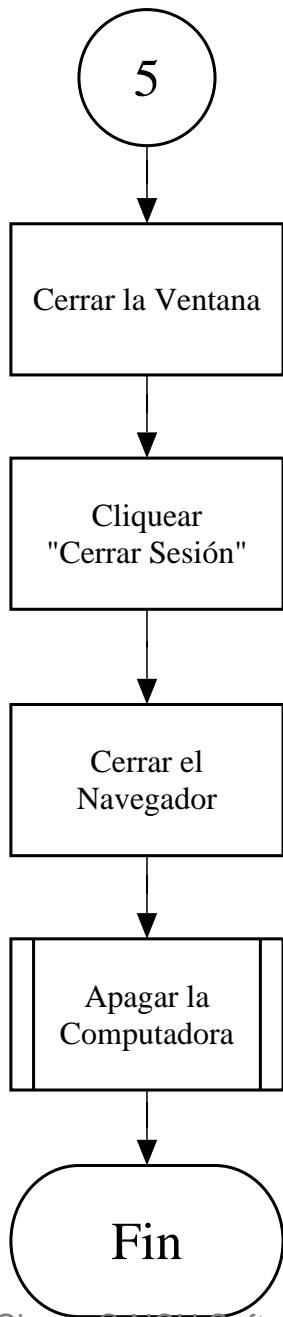 5
Cerrar la Ventana
Cliquear
"Cerrar Sesión"
Cerrar el
Navegador
Apagar la
Computadora
Fin